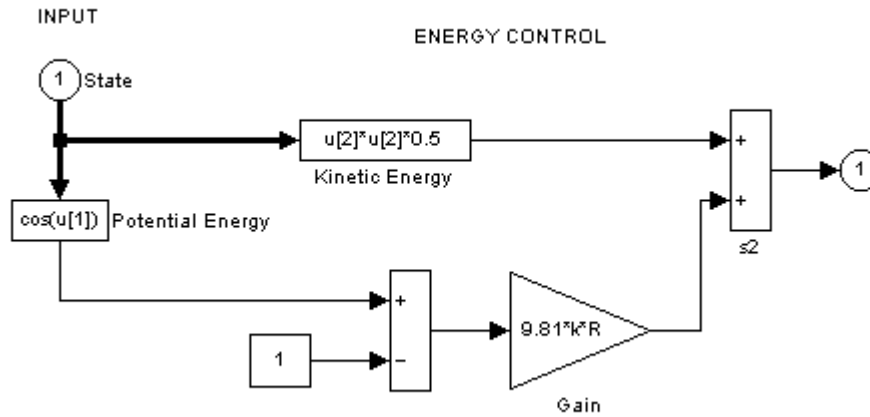 INPUT
ENERGY CONTROL
1 State
u[2]*u[2]*0.5
+
1
Kinetic Energy
cos(u[1]) Potential Energy
+
s2
+
9.81*k*R
1
−
Gain